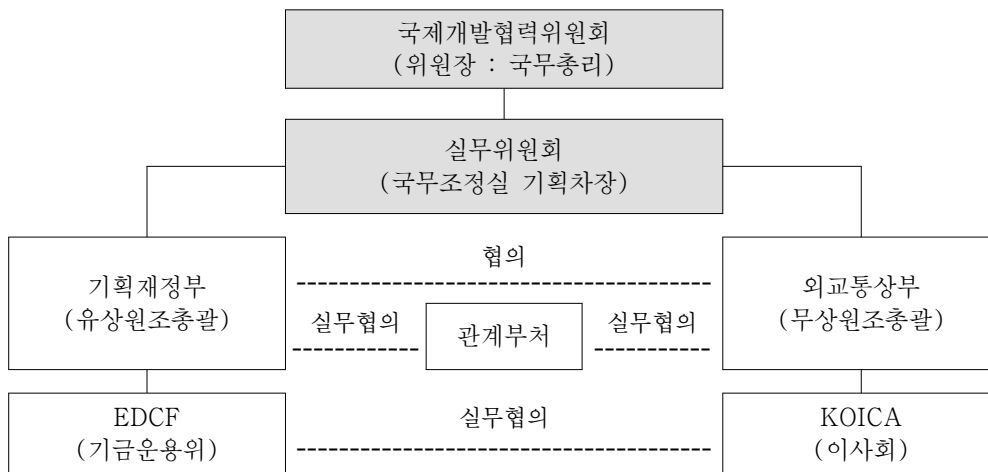 국제개발협력위원회
(위원장 : 국무총리)
실무위원회
(국무조정실 기획차장)
협의
기획재정부
(유상원조총괄)
외교통상부
(무상원조총괄)
실무협의
관계부처
실무협의
EDCF
(기금운용위)
실무협의
KOICA
(이사회)